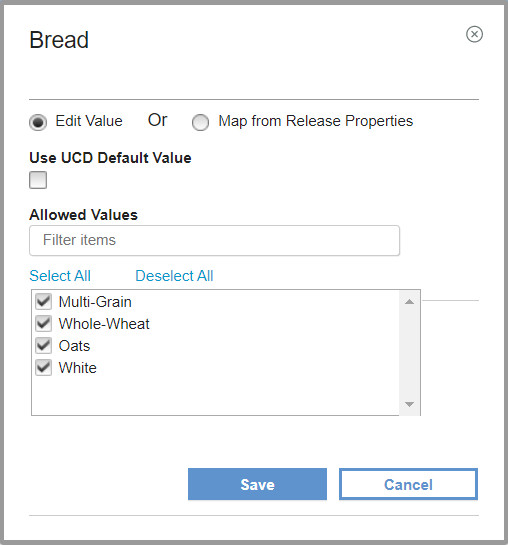 Bread
Edit Value Or Map from Release Properties
Use UCD Default Value
Allowed Values
Filter items
Select All Deselect All
Multi-Grain
Whole-Wheat
Oats
White
Save Cancel